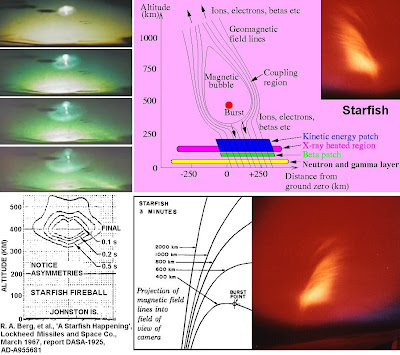 Altitude
(km)
Ions, electrons, betas etc
Geomagnetic
field lines
1000
750
500
250
0
Coupling
region
Magnetic
bubble
Burst
Ions, electrons,
betas etc
Kinetic energy patch
X-ray heated region
Beta patch
Neutron and gamma layer
-250
0
+250
Distance from
ground zero (km)
Starfish
ALTITUDE (KM)
500
400
300
200
100
0
FINAL
0.1 s
0.2 s
0.5 s
NOTICE
ASYMMETRIES
STARFISH FIREBALL
JOHNSTON IS.
R. A. Berg, et al., 'A Starfish Happening'.
Lockheed Missiles and Space Co.,
March 1967, report DASA-1925,
AD-A955681
STARFISH
3 MINUTES
2000 km
1000 km
800 km
600 km
400 km
Projection of
magnetic field
lines into
field of
view of
camera
BURST
POINT